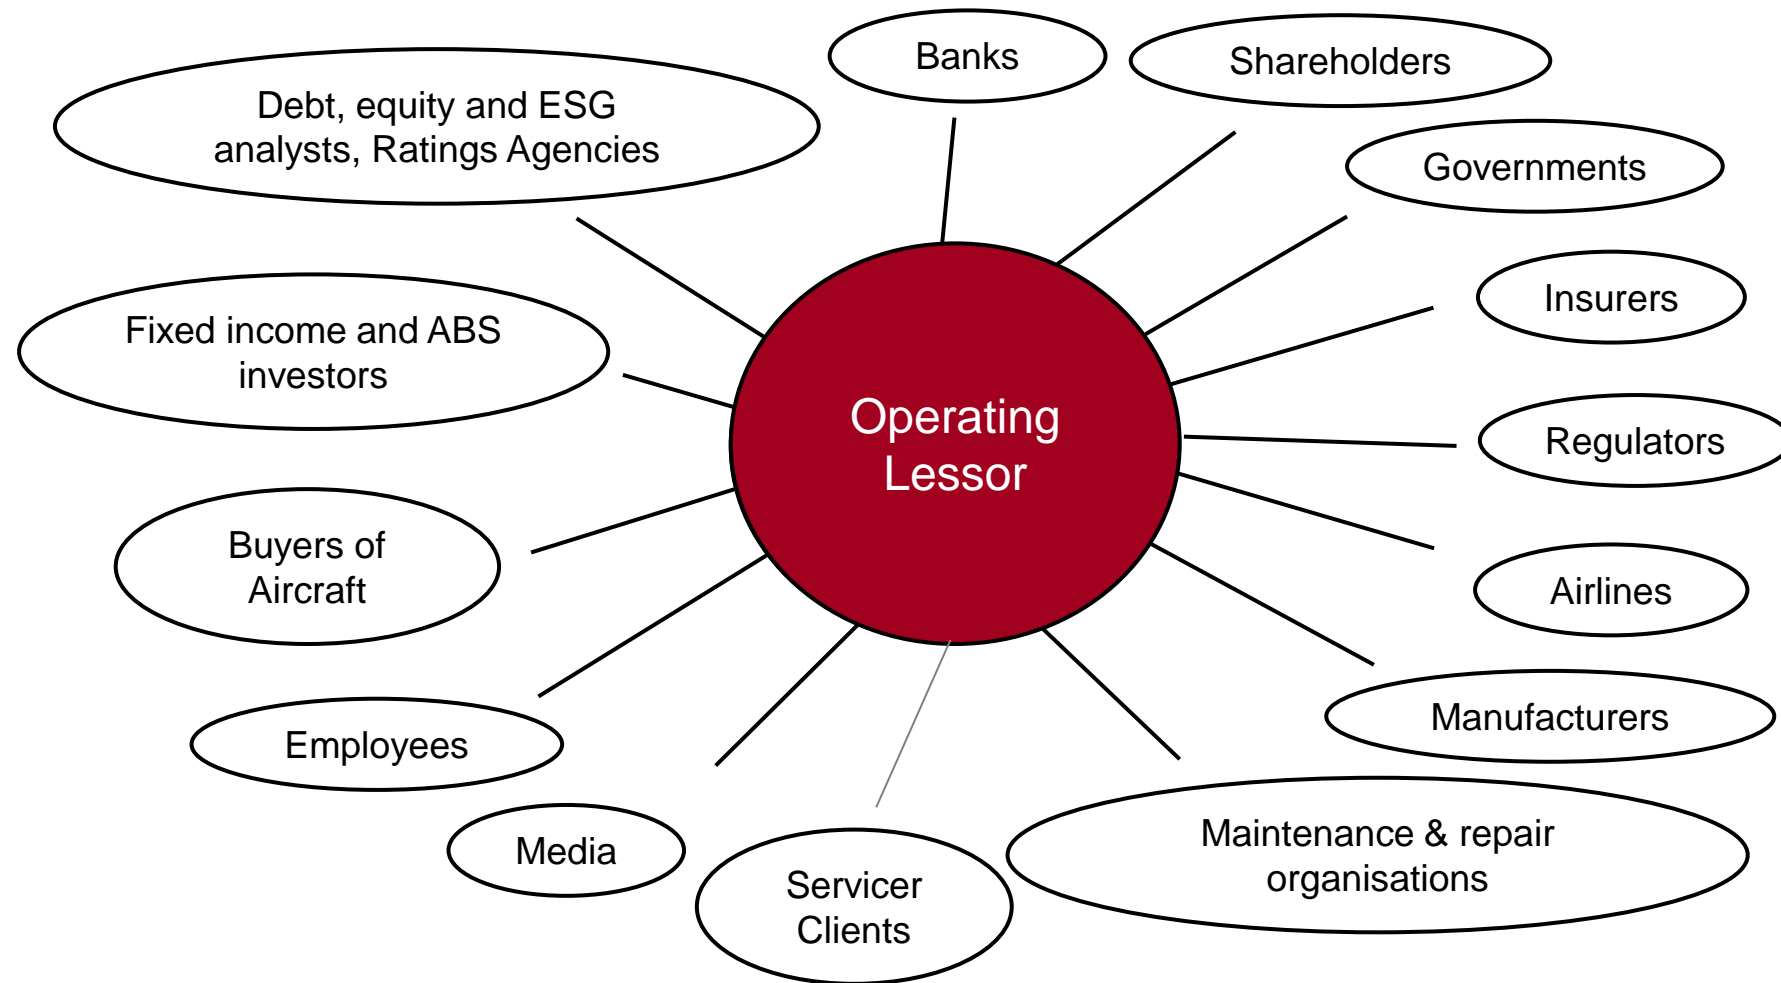 Banks
Shareholders
Debt, equity and ESG
analysts, Ratings Agencies
Governments
Insurers
Fixed income and ABS
investors
Operating
Lessor
Regulators
Buyers of
Aircraft
Airlines
Manufacturers
Employees
Media
Servicer
Clients
Maintenance & repair
organisations